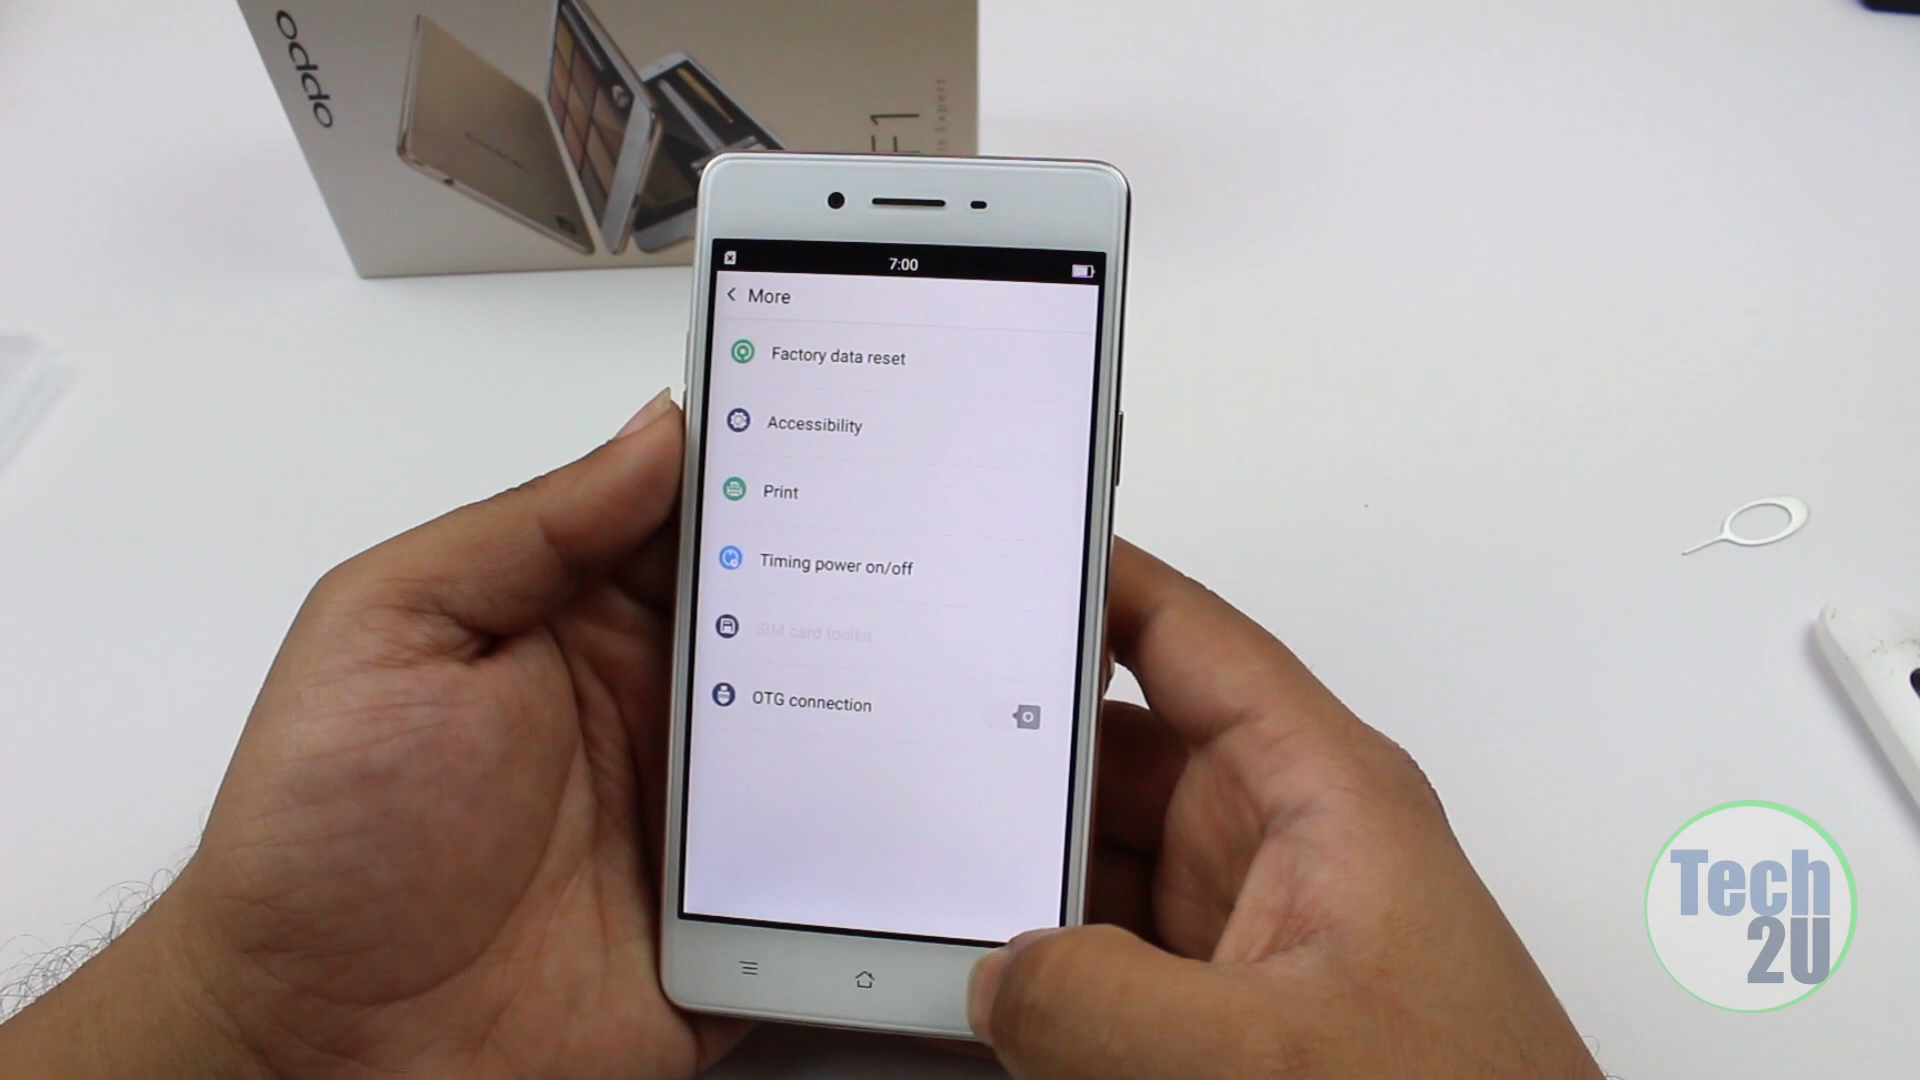 oppo
F1
Expert
7:00
More
Factory data reset
Accessibility
Print
Timing power on/off
SIM card toolkit
OTG connection
Tech
2U